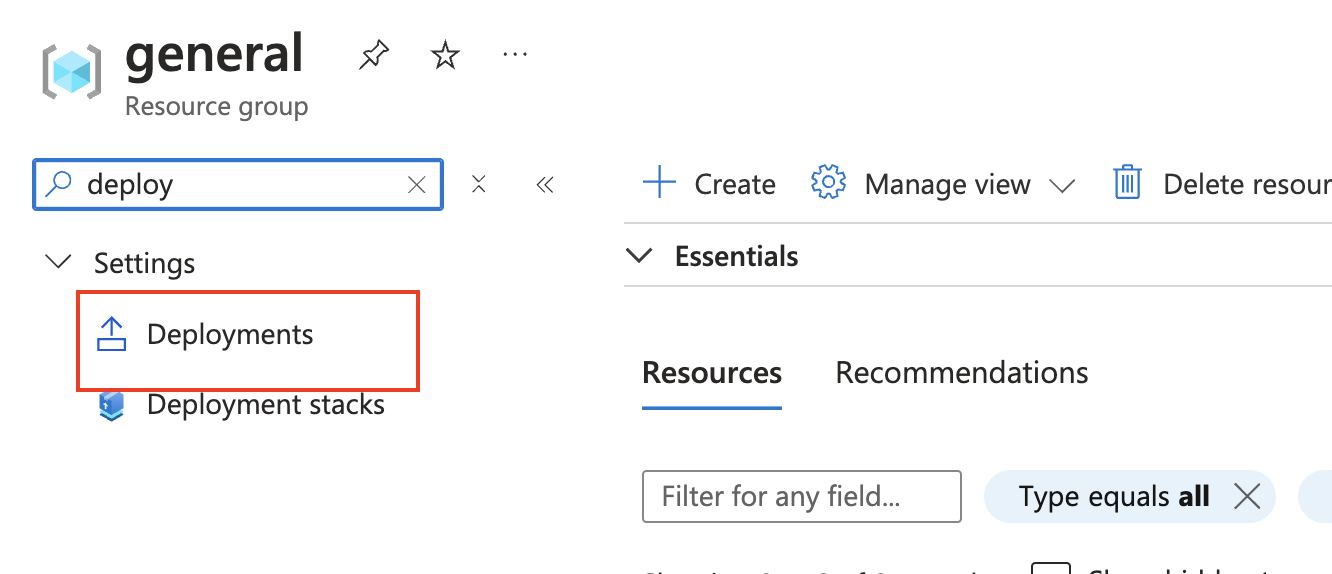 general
Resource group
deploy
Create
Manage view
Delete resour
Settings
Essentials
Deployments
Deployment stacks
Resources
Recommendations
Filter for any field...
Type equals all